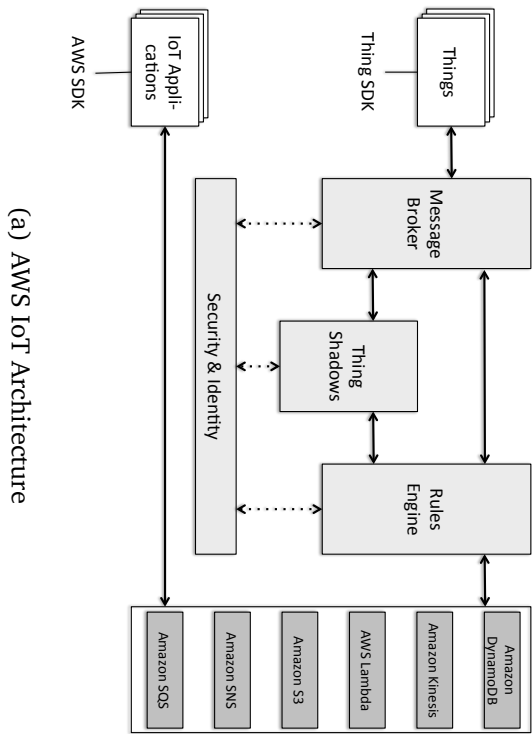 Things
Thing SDK
IoT Appli-
cations
AWS SDK
Message
Broker
Thing
Shadows
Rules
Engine
Security & Identity
Amazon
DynamoDB
Amazon Kinesis
AWS Lambda
Amazon S3
Amazon SNS
Amazon SQS
(a) AWS IoT Architecture